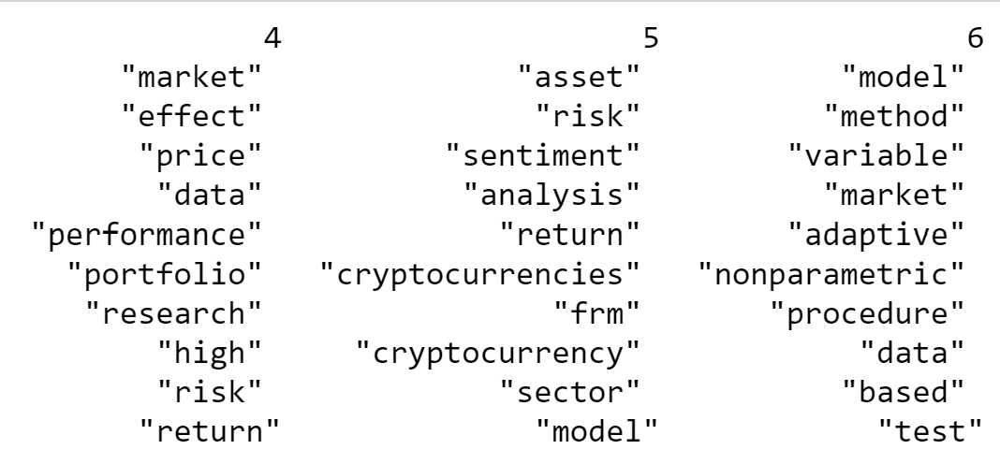 4 5 6
"market" "asset" "model"
"effect" "risk" "method"
"price" "sentiment" "variable"
"data" "analysis" "market"
"performance" "return" "adaptive"
"portfolio" "cryptocurrencies" "nonparametric"
"research" "frm" "procedure"
"high" "cryptocurrency" "data"
"risk" "sector" "based"
"return" "model" "test"